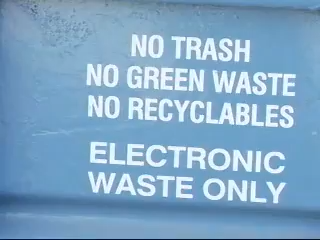 NO TRASH
NO GREEN WASTE
NO RECYCLABLES
ELECTRONIC
WASTE ONLY